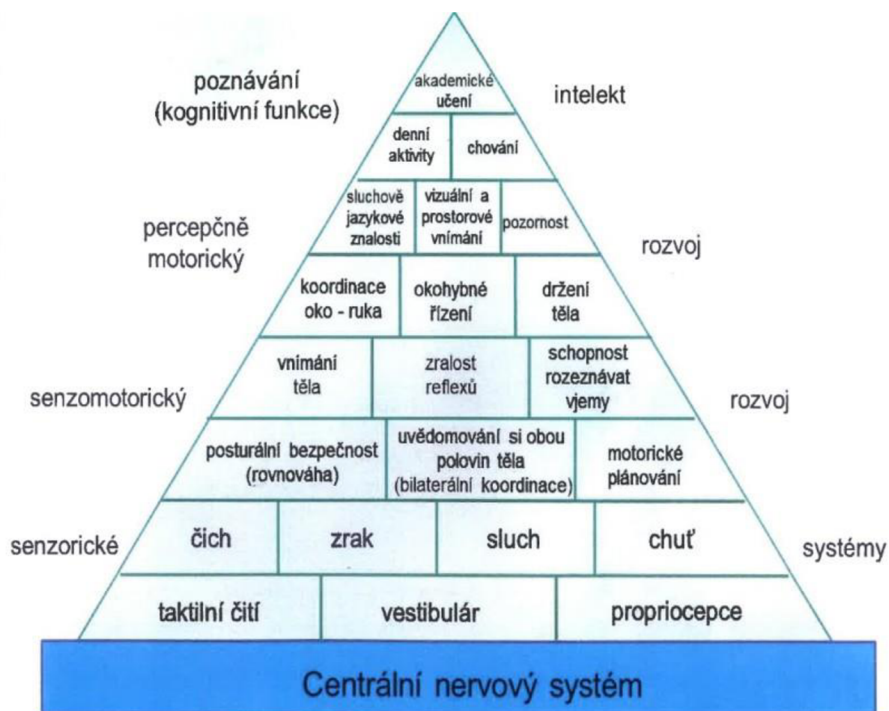 poznávání
(kognitivní funkce)
akademické
učení
intelekt
denní
aktivity
chování
percepčně
motorický
sluchově
jazykové
znalosti
vizuální a
prostorové
vnímání
pozornost
rozvoj
koordinace
oko - ruka
okohybné
řízení
držení
těla
senzomotorický
vnímání
těla
zralost
reflexů
schopnost
rozeznávat
vjemy
rozvoj
posturální bezpečnost
(rovnováha)
uvědomování si obou
polovin těla
(bilaterální koordinace)
motorické
plánování
senzorické
čich
zrak
sluch
chuť
systémy
taktilní čití
vestibulár
propriocepce
Centrální nervový systém